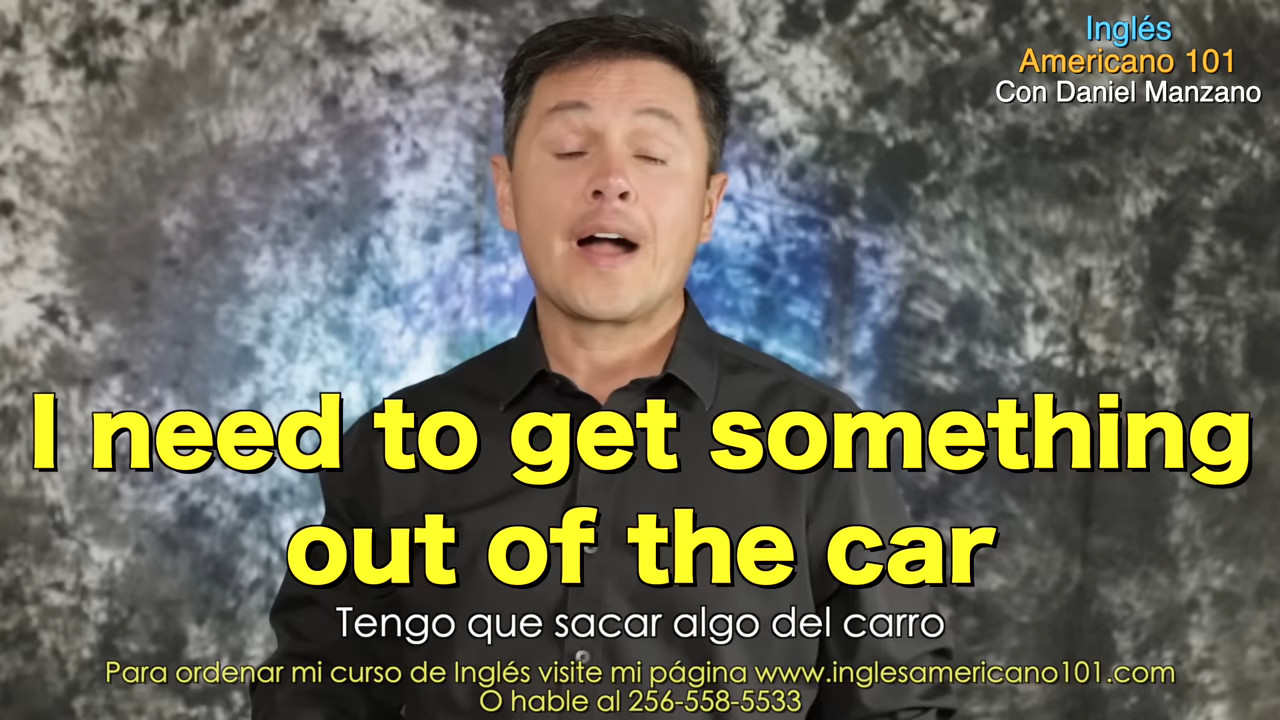 Inglés
Americano 101
Con Daniel Manzano
I need to get something
out of the car
Tengo que sacar algo del carro
Para ordenar mi curso de Inglés visite mi página www.inglesamericano101.com
O hable al 256-558-5533